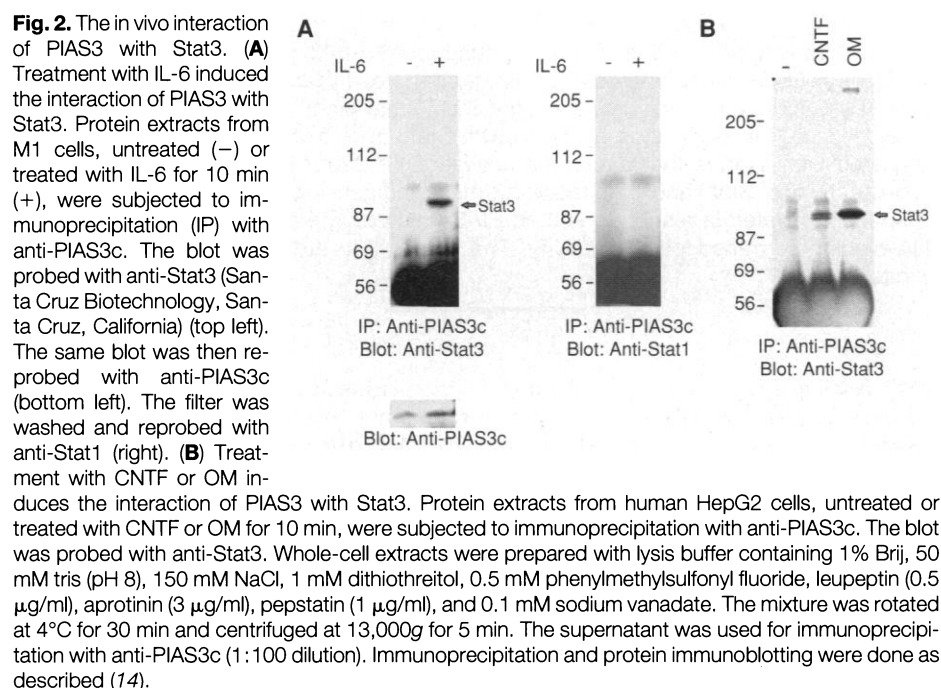 Fig. 2. The in vivo interaction
of PIAS3 with Stat3. (A)
Treatment with IL-6 induced
the interaction of PIAS3 with
Stat3. Protein extracts from
M1 cells, untreated (−) or
treated with IL-6 for 10 min
(+), were subjected to im-
munoprecipitation (IP) with
anti-PIAS3c. The blot was
probed with anti-Stat3 (San-
ta Cruz Biotechnology, San-
ta Cruz, California) (top left).
The same blot was then re-
probed with anti-PIAS3c
(bottom left). The filter was
washed and reprobed with
anti-Stat1 (right). (B) Treat-
ment with CNTF or OM in-
duces the interaction of PIAS3 with Stat3. Protein extracts from human HepG2 cells, untreated or
treated with CNTF or OM for 10 min, were subjected to immunoprecipitation with anti-PIAS3c. The blot
was probed with anti-Stat3. Whole-cell extracts were prepared with lysis buffer containing 1% Brij, 50
mM tris (pH 8), 150 mM NaCl, 1 mM dithiothreitol, 0.5 mM phenylmethylsulfonyl fluoride, leupeptin (0.5
μg/ml), aprotinin (3 μg/ml), pepstatin (1 μg/ml), and 0.1 mM sodium vanadate. The mixture was rotated
at 4°C for 30 min and centrifuged at 13,000g for 5 min. The supernatant was used for immunoprecipi-
tation with anti-PIAS3c (1:100 dilution). Immunoprecipitation and protein immunoblotting were done as
described (14).
A
IL-6 - +
205-
112-
87
69
56-
Stat3
IP: Anti-PIAS3c
Blot: Anti-Stat3
Blot: Anti-PIAS3c
IL-6 - +
205-
112-
87-
69-
56-
IP: Anti-PIAS3c
Blot: Anti-Stat1
B
- CNTF OM
205-
112-
87-
69-
56-
Stat3
IP: Anti-PIAS3c
Blot: Anti-Stat3